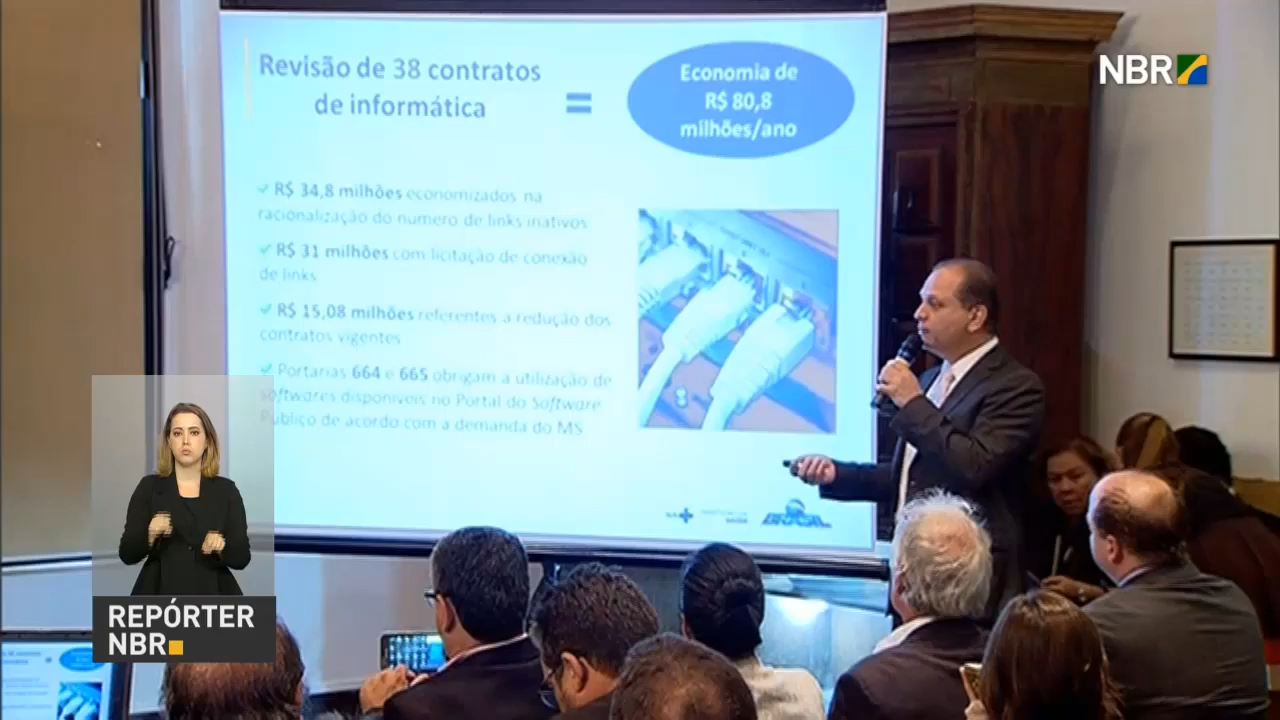 Revisão de 38 contratos
de informática
=
Economia de
R$ 80,8
milhões/ano
NBR
R$ 34,8 milhões economizados na
racionalização do numero de links inativos
R$ 31 milhões com licitação de conexão
de links
R$ 15,08 milhões referentes a redução dos
contratos vigentes
Portarias 664 e 665 obrigam a utilização de
softwares disponíveis no Portal do Software
Público de acordo com a demanda do MS
SUS
BRASIL
REPÓRTER
NBR